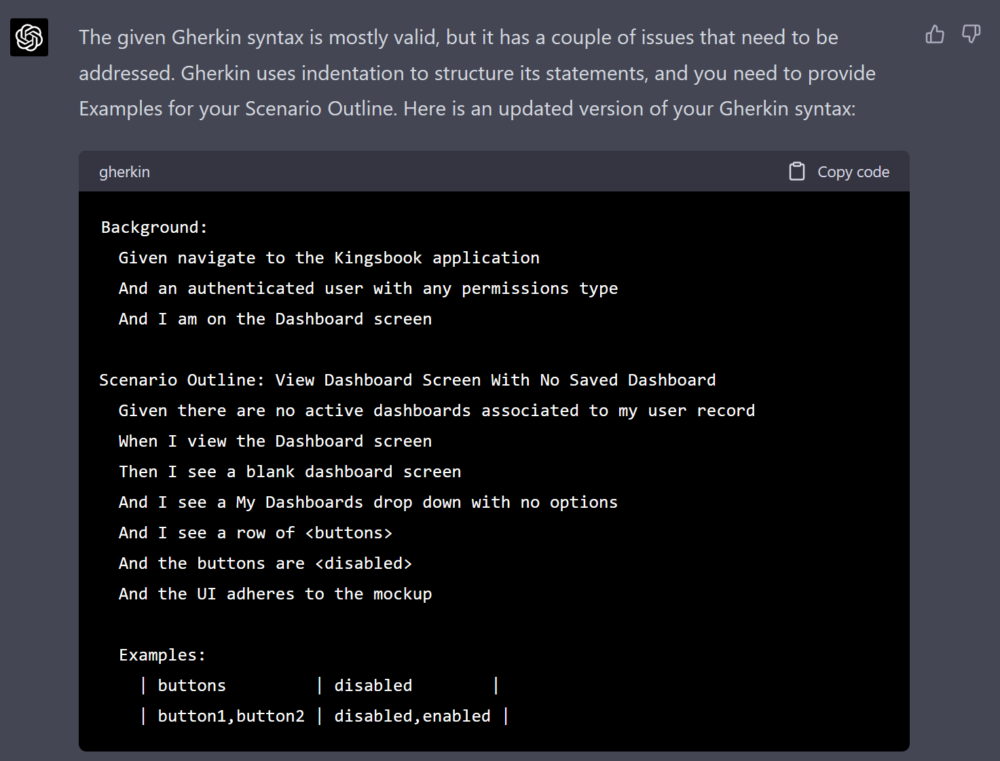 The given Gherkin syntax is mostly valid, but it has a couple of issues that need to be
addressed. Gherkin uses indentation to structure its statements, and you need to provide
Examples for your Scenario Outline. Here is an updated version of your Gherkin syntax:
gherkin
Copy code
Background:
  Given navigate to the Kingsbook application
  And an authenticated user with any permissions type
  And I am on the Dashboard screen
Scenario Outline: View Dashboard Screen With No Saved Dashboard
  Given there are no active dashboards associated to my user record
  When I view the Dashboard screen
  Then I see a blank dashboard screen
  And I see a My Dashboards drop down with no options
  And I see a row of <buttons>
  And the buttons are <disabled>
  And the UI adheres to the mockup
  Examples:
    | buttons         | disabled        |
    | button1,button2 | disabled,enabled |